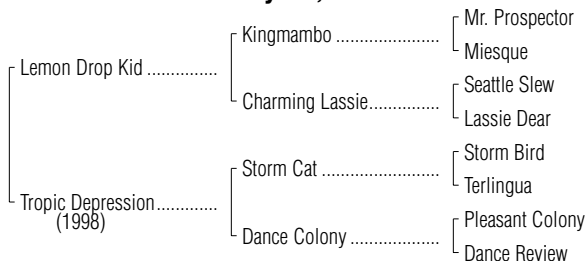 Mr. Prospector
Kingmambo ....................
Miesque
Lemon Drop Kid ..............
Seattle Slew
Charming Lassie..............
Lassie Dear
Storm Bird
Storm Cat .......................
Terlingua
Tropic Depression............
(1998)
Pleasant Colony
Dance Colony ..................
Dance Review